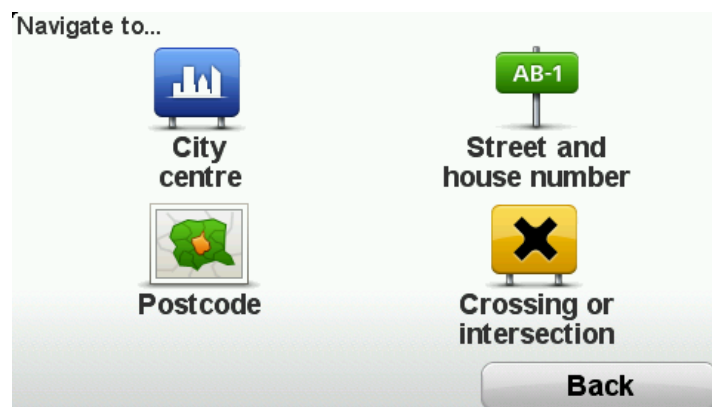 Navigate to...
City
centre
AB-1
Street and
house number
Postcode
Crossing or
intersection
Back